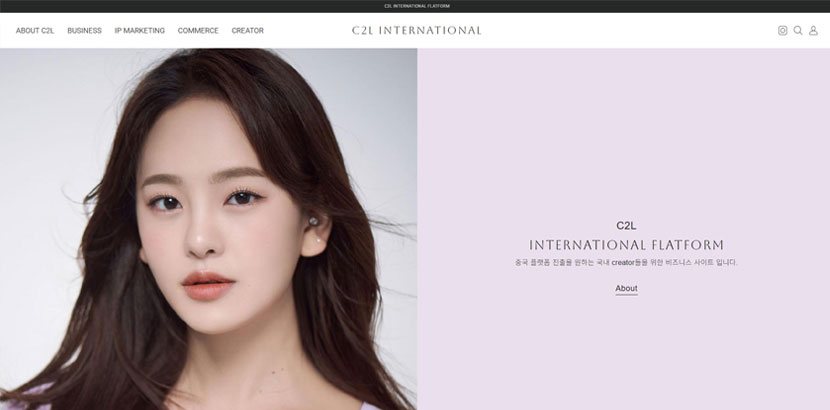 C2L INTERNATIONAL FLATFORM
ABOUT C2L BUSINESS IP MARKETING COMMERCE CREATOR C2L INTERNATIONAL
C2L
INTERNATIONAL FLATFORM
중국 플랫폼 진출을 원하는 국내 creator들을 위한 비즈니스 사이트 입니다.
About